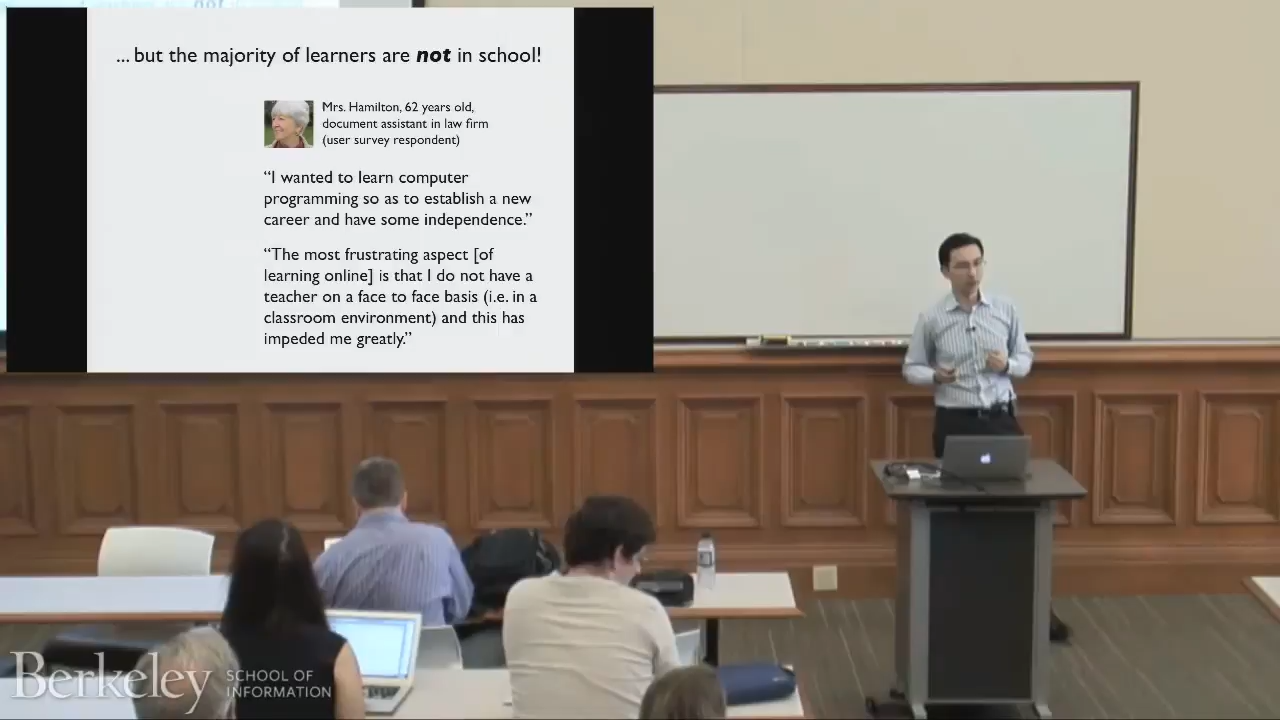 ... but the majority of learners are not in school!
Mrs. Hamilton, 62 years old,
document assistant in law firm
(user survey respondent)
“I wanted to learn computer
programming so as to establish a new
career and have some independence.”
“The most frustrating aspect [of
learning online] is that I do not have a
teacher on a face to face basis (i.e. in a
classroom environment) and this has
impeded me greatly.”
Berkeley
SCHOOL OF
INFORMATION